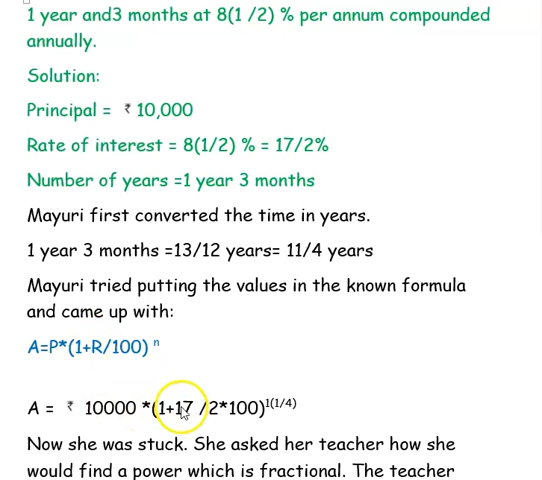 1 year and3 months at 8(1 /2) % per annum compounded
annually.
Solution:
Principal = ₹ 10,000
Rate of interest = 8(1/2) % = 17/2%
Number of years =1 year 3 months
Mayuri first converted the time in years.
1 year 3 months =13/12 years= 11/4 years
Mayuri tried putting the values in the known formula
and came up with:
A=P*(1+R/100) n
A = ₹ 10000 *(1+17 /2*100)1(1/4)
Now she was stuck. She asked her teacher how she
would find a power which is fractional. The teacher